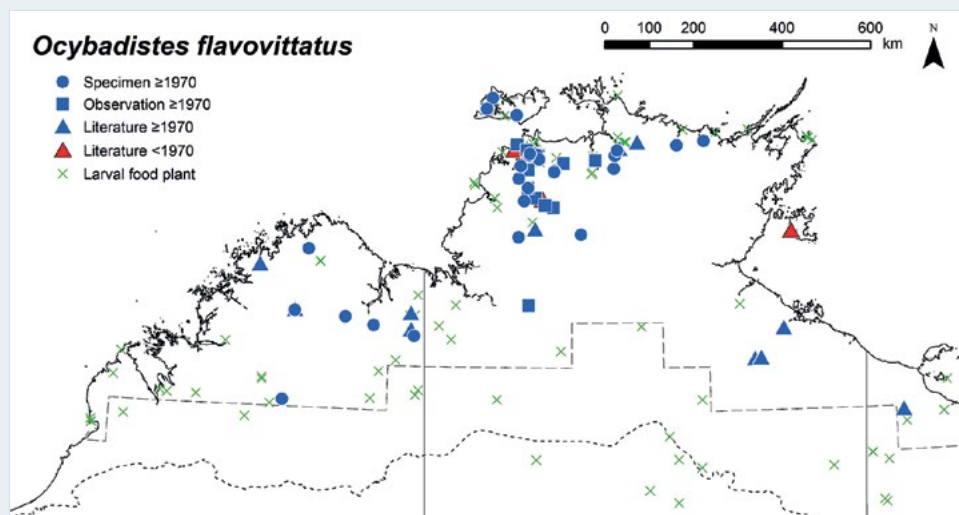 Ocybadistes flavovittatus
Specimen ≥1970
Observation ≥1970
Literature ≥1970
Literature <1970
Larval food plant
0 100 200 400 600
km
N